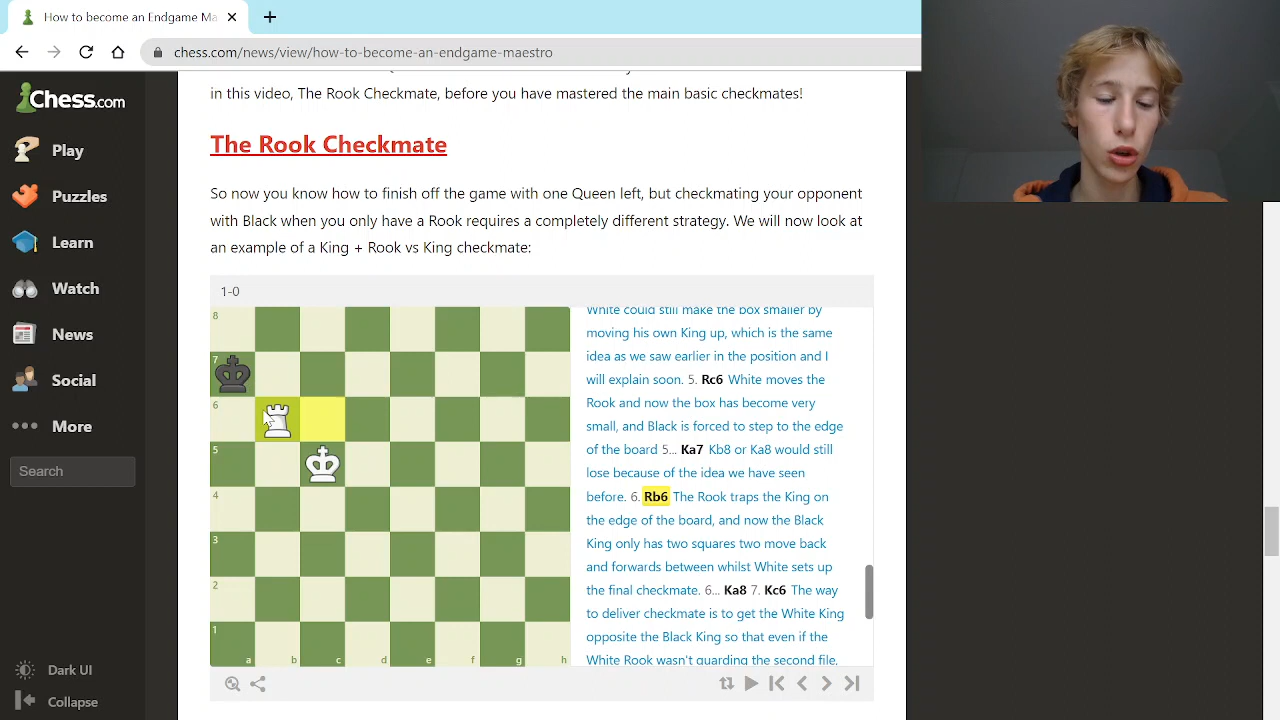 How to become an Endgame Ma
chess.com/news/view/how-to-become-an-endgame-maestro
Chess.com
Play
Puzzles
Learn
Watch
News
Social
More
Search
Dark UI
Collapse
in this video, The Rook Checkmate, before you have mastered the main basic checkmates!
The Rook Checkmate
So now you know how to finish off the game with one Queen left, but checkmating your opponent
with Black when you only have a Rook requires a completely different strategy. We will now look at
an example of a King + Rook vs King checkmate:
1-0
8
7
6
5
4
3
2
1
a b c d e f g h
White could still make the box smaller by
moving his own King up, which is the same
idea as we saw earlier in the position and I
will explain soon. 5. Rc6 White moves the
Rook and now the box has become very
small, and Black is forced to step to the edge
of the board 5... Ka7 Kb8 or Ka8 would still
lose because of the idea we have seen
before. 6. Rb6 The Rook traps the King on
the edge of the board, and now the Black
King only has two squares two move back
and forwards between whilst White sets up
the final checkmate. 6... Ka8 7. Kc6 The way
to deliver checkmate is to get the White King
opposite the Black King so that even if the
White Rook wasn't guarding the second file,